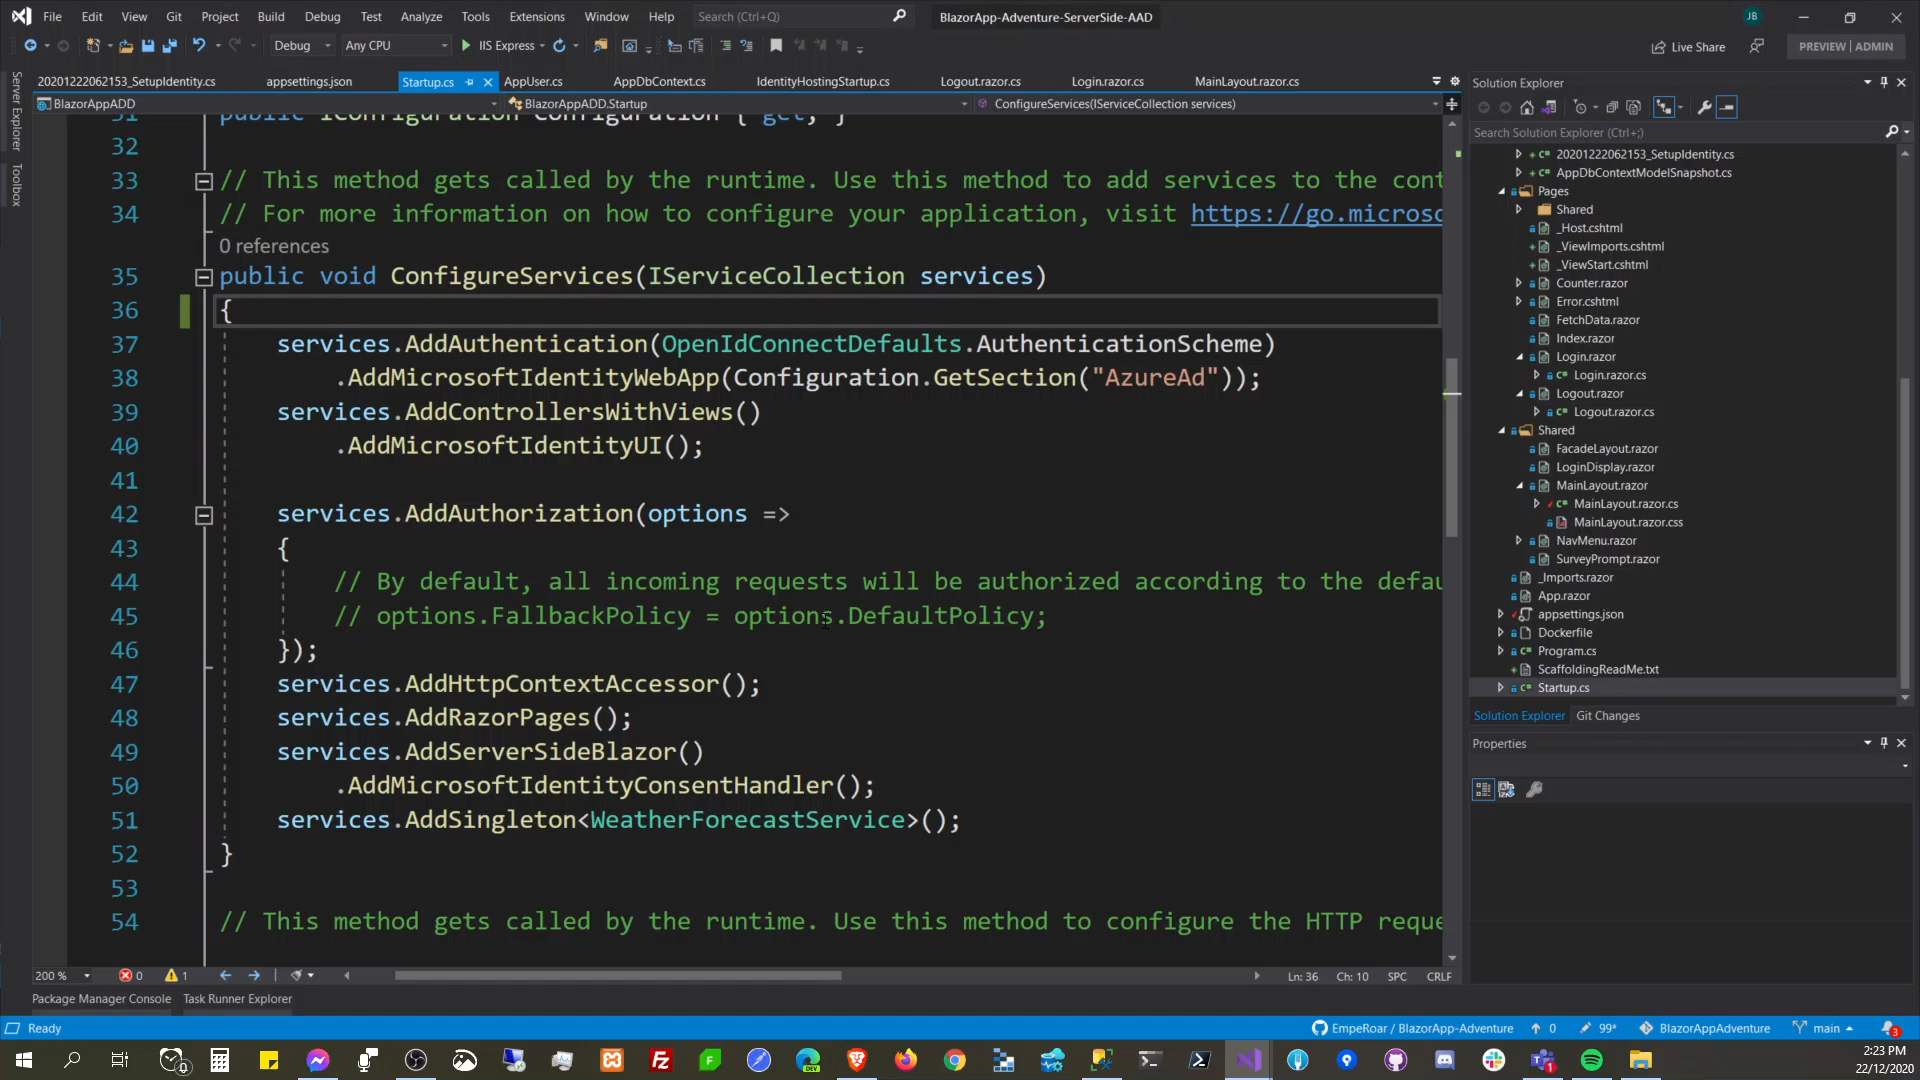 File Edit View Git Project Build Debug Test Analyze Tools Extensions Window Help Search (Ctrl+Q) BlazorApp-Adventure-ServerSide-AAD JB
Debug Any CPU IIS Express Live Share PREVIEW | ADMIN
20201222062153_SetupIdentity.cs appsettings.json Startup.cs AppUser.cs AppDbContext.cs IdentityHostingStartup.cs Logout.razor.cs Login.razor.cs MainLayout.razor.cs
BlazorAppADD BlazorAppADD.Startup ConfigureServices(IServiceCollection services)
Server Explorer
Toolbox
31 public IConfiguration Configuration { get; }
32
33 // This method gets called by the runtime. Use this method to add services to the cont
34 // For more information on how to configure your application, visit https://go.microsc
0 references
35 public void ConfigureServices(IServiceCollection services)
36 {
37 services.AddAuthentication(OpenIdConnectDefaults.AuthenticationScheme)
38 .AddMicrosoftIdentityWebApp(Configuration.GetSection("AzureAd"));
39 services.AddControllersWithViews()
40 .AddMicrosoftIdentityUI();
41
42 services.AddAuthorization(options =>
43 {
44 // By default, all incoming requests will be authorized according to the defau
45 // options.FallbackPolicy = options.DefaultPolicy;
46 });
47 services.AddHttpContextAccessor();
48 services.AddRazorPages();
49 services.AddServerSideBlazor()
50 .AddMicrosoftIdentityConsentHandler();
51 services.AddSingleton<WeatherForecastService>();
52 }
53
54 // This method gets called by the runtime. Use this method to configure the HTTP reque
200 % 0 1 Ln: 36 Ch: 10 SPC CRLF
Package Manager Console Task Runner Explorer
Solution Explorer
Search Solution Explorer (Ctrl+;)
20201222062153_SetupIdentity.cs
AppDbContextModelSnapshot.cs
Pages
Shared
_Host.cshtml
_ViewImports.cshtml
_ViewStart.cshtml
Counter.razor
Error.cshtml
FetchData.razor
Index.razor
Login.razor
Login.razor.cs
Logout.razor
Logout.razor.cs
Shared
FacadeLayout.razor
LoginDisplay.razor
MainLayout.razor
MainLayout.razor.cs
MainLayout.razor.css
NavMenu.razor
SurveyPrompt.razor
_Imports.razor
App.razor
appsettings.json
Dockerfile
Program.cs
ScaffoldingReadMe.txt
Startup.cs
Solution Explorer Git Changes
Properties
Ready EmpeRoar / BlazorApp-Adventure 0 99* BlazorAppAdventure main 3
2:23 PM
22/12/2020